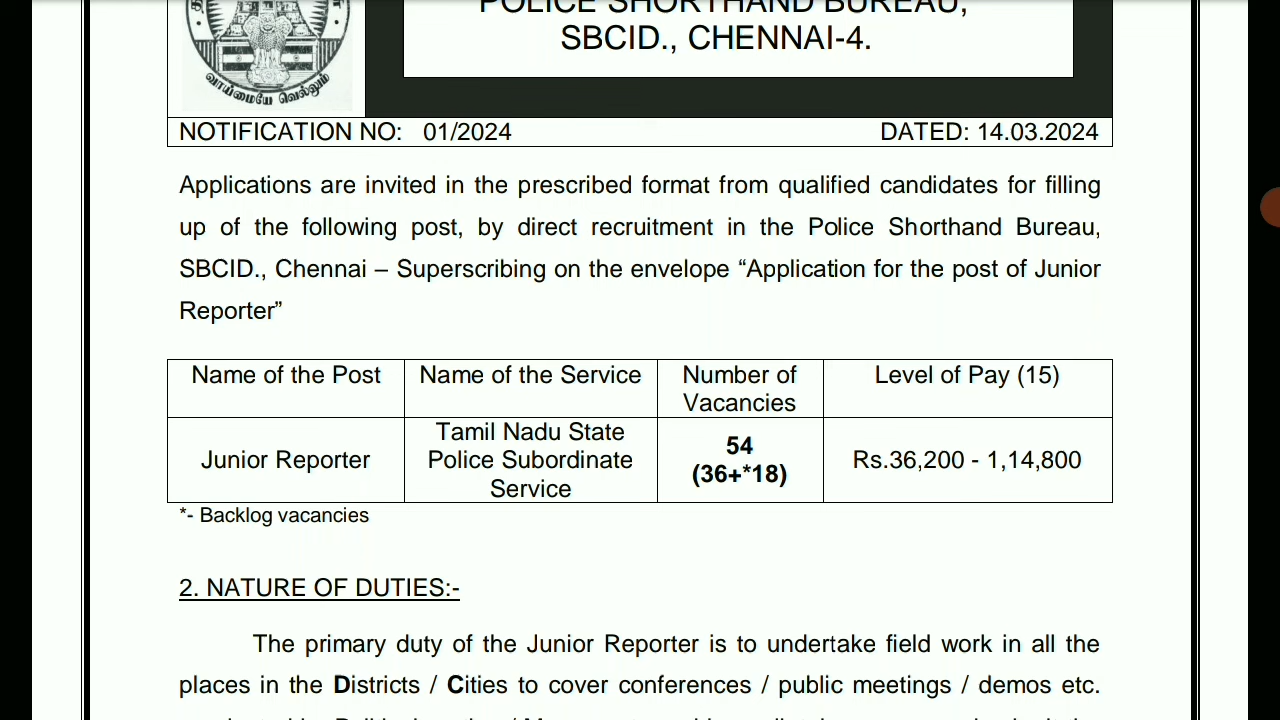 POLICE SHORTHAND BUREAU,
SBCID., CHENNAI-4.
வாய்மையே வெல்லும்
NOTIFICATION NO: 01/2024 DATED: 14.03.2024
Applications are invited in the prescribed format from qualified candidates for filling
up of the following post, by direct recruitment in the Police Shorthand Bureau,
SBCID., Chennai – Superscribing on the envelope “Application for the post of Junior
Reporter”
Name of the Post Name of the Service Number of Vacancies Level of Pay (15)
Junior Reporter Tamil Nadu State Police Subordinate Service 54 (36+*18) Rs.36,200 - 1,14,800
*- Backlog vacancies
2. NATURE OF DUTIES:-
The primary duty of the Junior Reporter is to undertake field work in all the
places in the Districts / Cities to cover conferences / public meetings / demos etc.